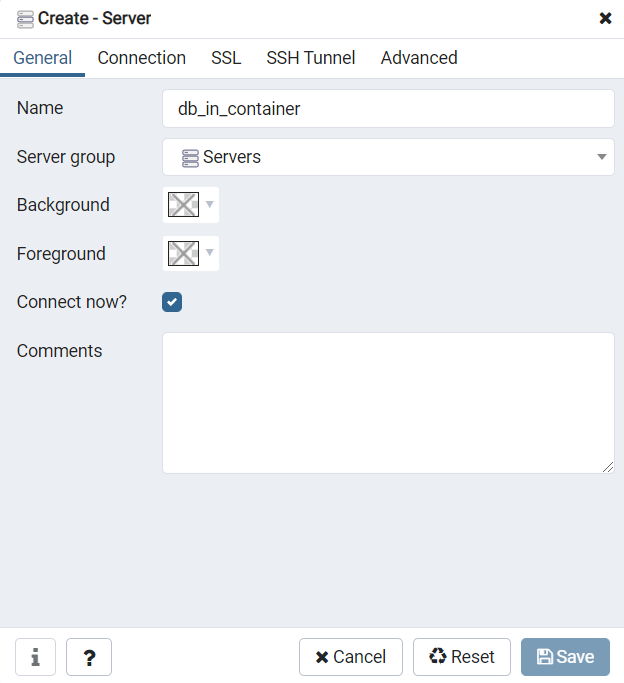 Create - Server
General Connection SSL SSH Tunnel Advanced
Name db_in_container
Server group Servers
Background
Foreground
Connect now?
Comments
i ? Cancel Reset Save